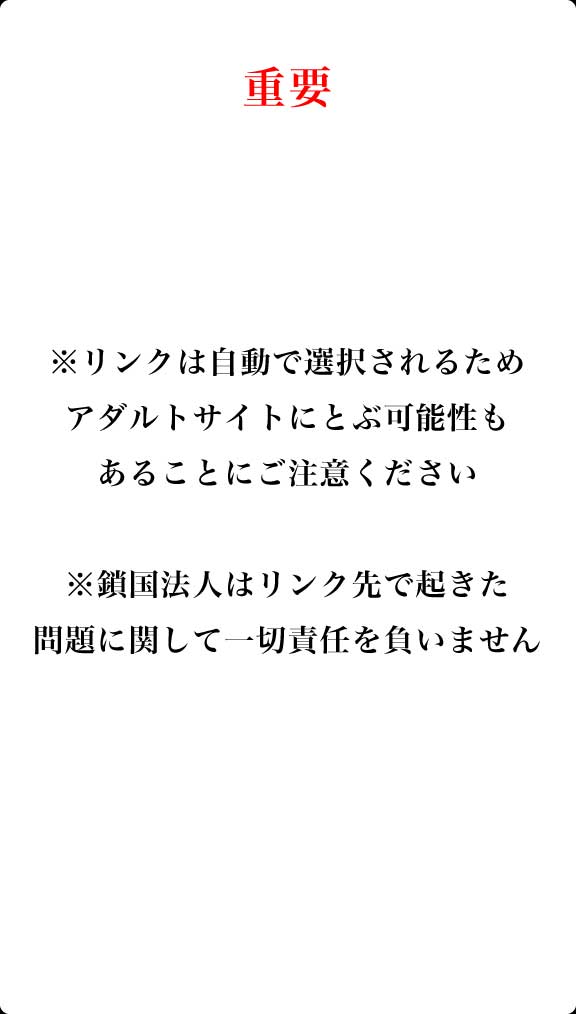 重要
※リンクは自動で選択されるため
アダルトサイトにとぶ可能性も
あることにご注意ください
※鎖国法人はリンク先で起きた
問題に関して一切責任を負いません